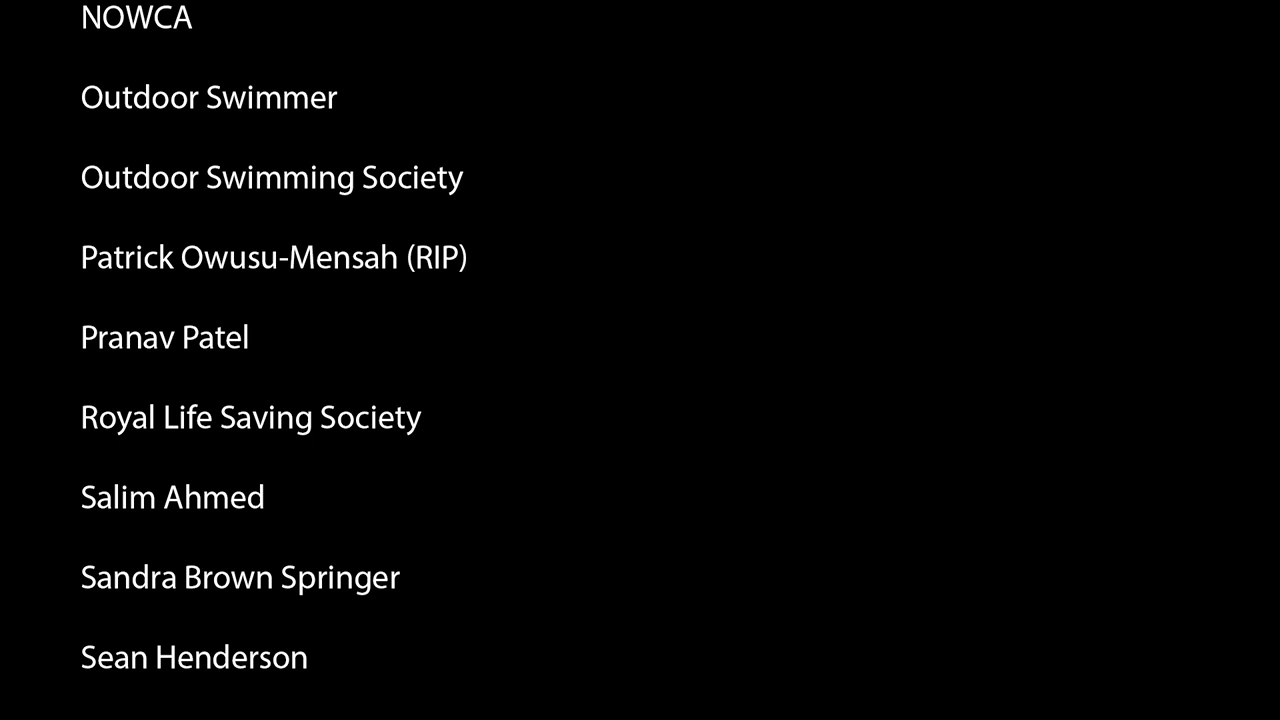 NOWCA
Outdoor Swimmer
Outdoor Swimming Society
Patrick Owusu-Mensah (RIP)
Pranav Patel
Royal Life Saving Society
Salim Ahmed
Sandra Brown Springer
Sean Henderson